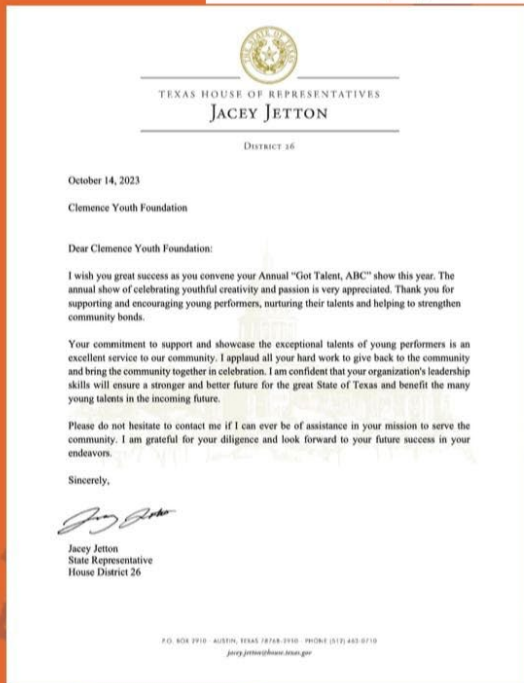 THE STATE OF TEXAS
TEXAS HOUSE OF REPRESENTATIVES
JACEY JETTON
DISTRICT 26
October 14, 2023
Clemence Youth Foundation
Dear Clemence Youth Foundation:
I wish you great success as you convene your Annual "Got Talent, ABC" show this year. The
annual show of celebrating youthful creativity and passion is very appreciated. Thank you for
supporting and encouraging young performers, nurturing their talents and helping to strengthen
community bonds.
Your commitment to support and showcase the exceptional talents of young performers is an
excellent service to our community. I applaud all your hard work to give back to the community
and bring the community together in celebration. I am confident that your organization's leadership
skills will ensure a stronger and better future for the great State of Texas and benefit the many
young talents in the incoming future.
Please do not hesitate to contact me if I can ever be of assistance in your mission to serve the
community. I am grateful for your diligence and look forward to your future success in your
endeavors.
Sincerely,
Jacey Jetton
State Representative
House District 26
P.O. BOX 2910 · AUSTIN, TEXAS 78768-2910 · PHONE (512) 463-0710
jacey.jetton@house.texas.gov